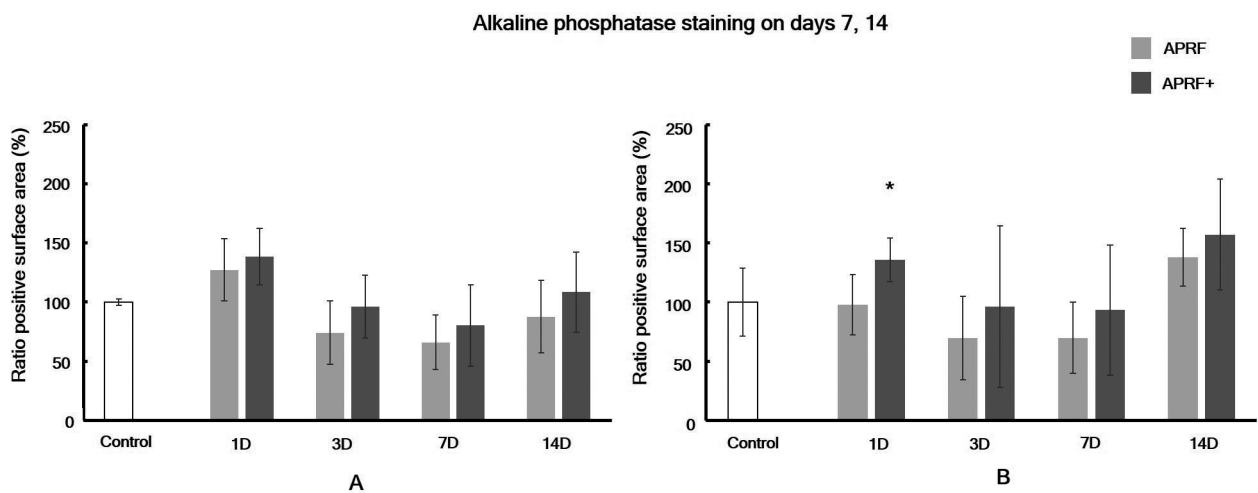 Alkaline phosphatase staining on days 7, 14
APRF
APRF+
Ratio positive surface area (%)
250
200
150
100
50
0
Control
1D
3D
7D
14D
A
Ratio positive surface area (%)
250
200
150
100
50
0
*
Control
1D
3D
7D
14D
B